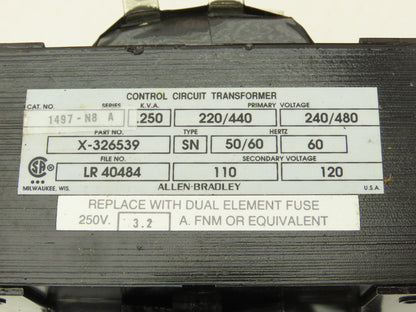 CONTROL CIRCUIT TRANSFORMER
CAT. NO. SERIES K.V.A. PRIMARY VOLTAGE
1497-N8 A .250 220/440 240/480
PART NO. TYPE HERTZ
X-326539 SN 50/60 60
FILE NO. SECONDARY VOLTAGE
SA LR 40484 110 120
MILWAUKEE, WIS. ALLEN-BRADLEY U.S.A.
REPLACE WITH DUAL ELEMENT FUSE
250V. 3.2 A. FNM OR EQUIVALENT